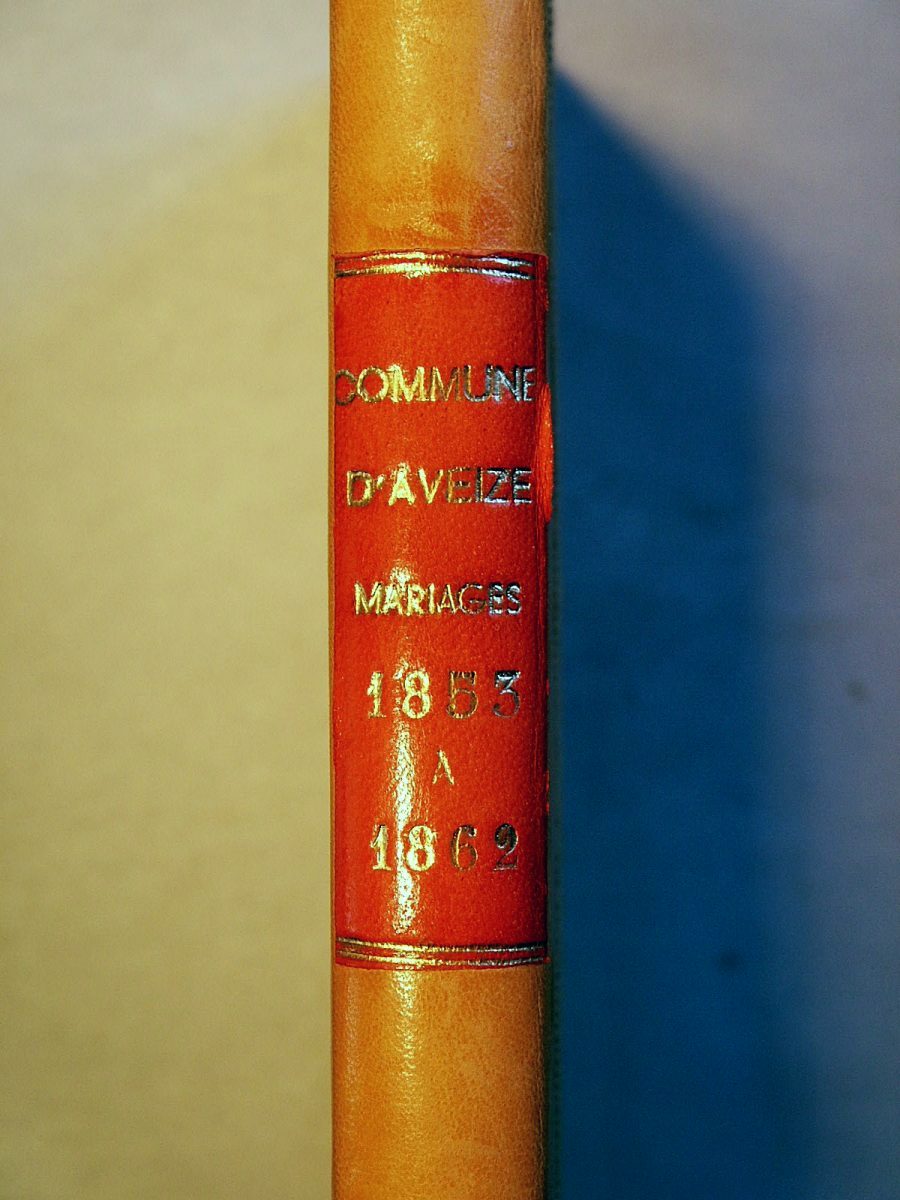 COMMUNE
D'AVEIZE
MARIAGES
1853
A
1862